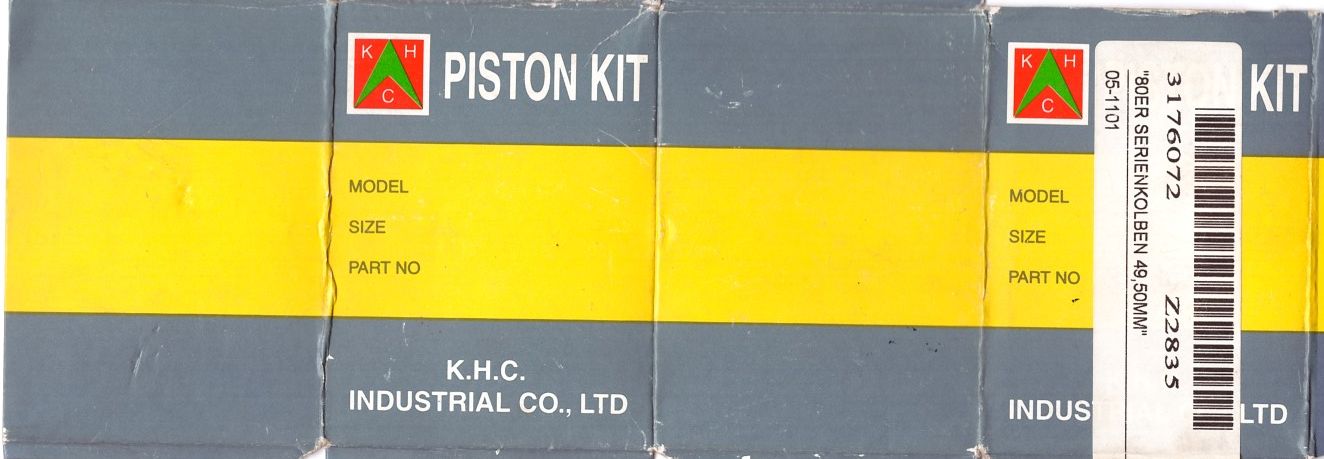 K H
C
PISTON KIT
MODEL
SIZE
PART NO
K.H.C.
INDUSTRIAL CO., LTD
K H
C
KIT
MODEL
SIZE
PART NO
INDUS
LTD
3176072 Z2835
"80ER SERIENKOLBEN 49,50MM"
05-1101